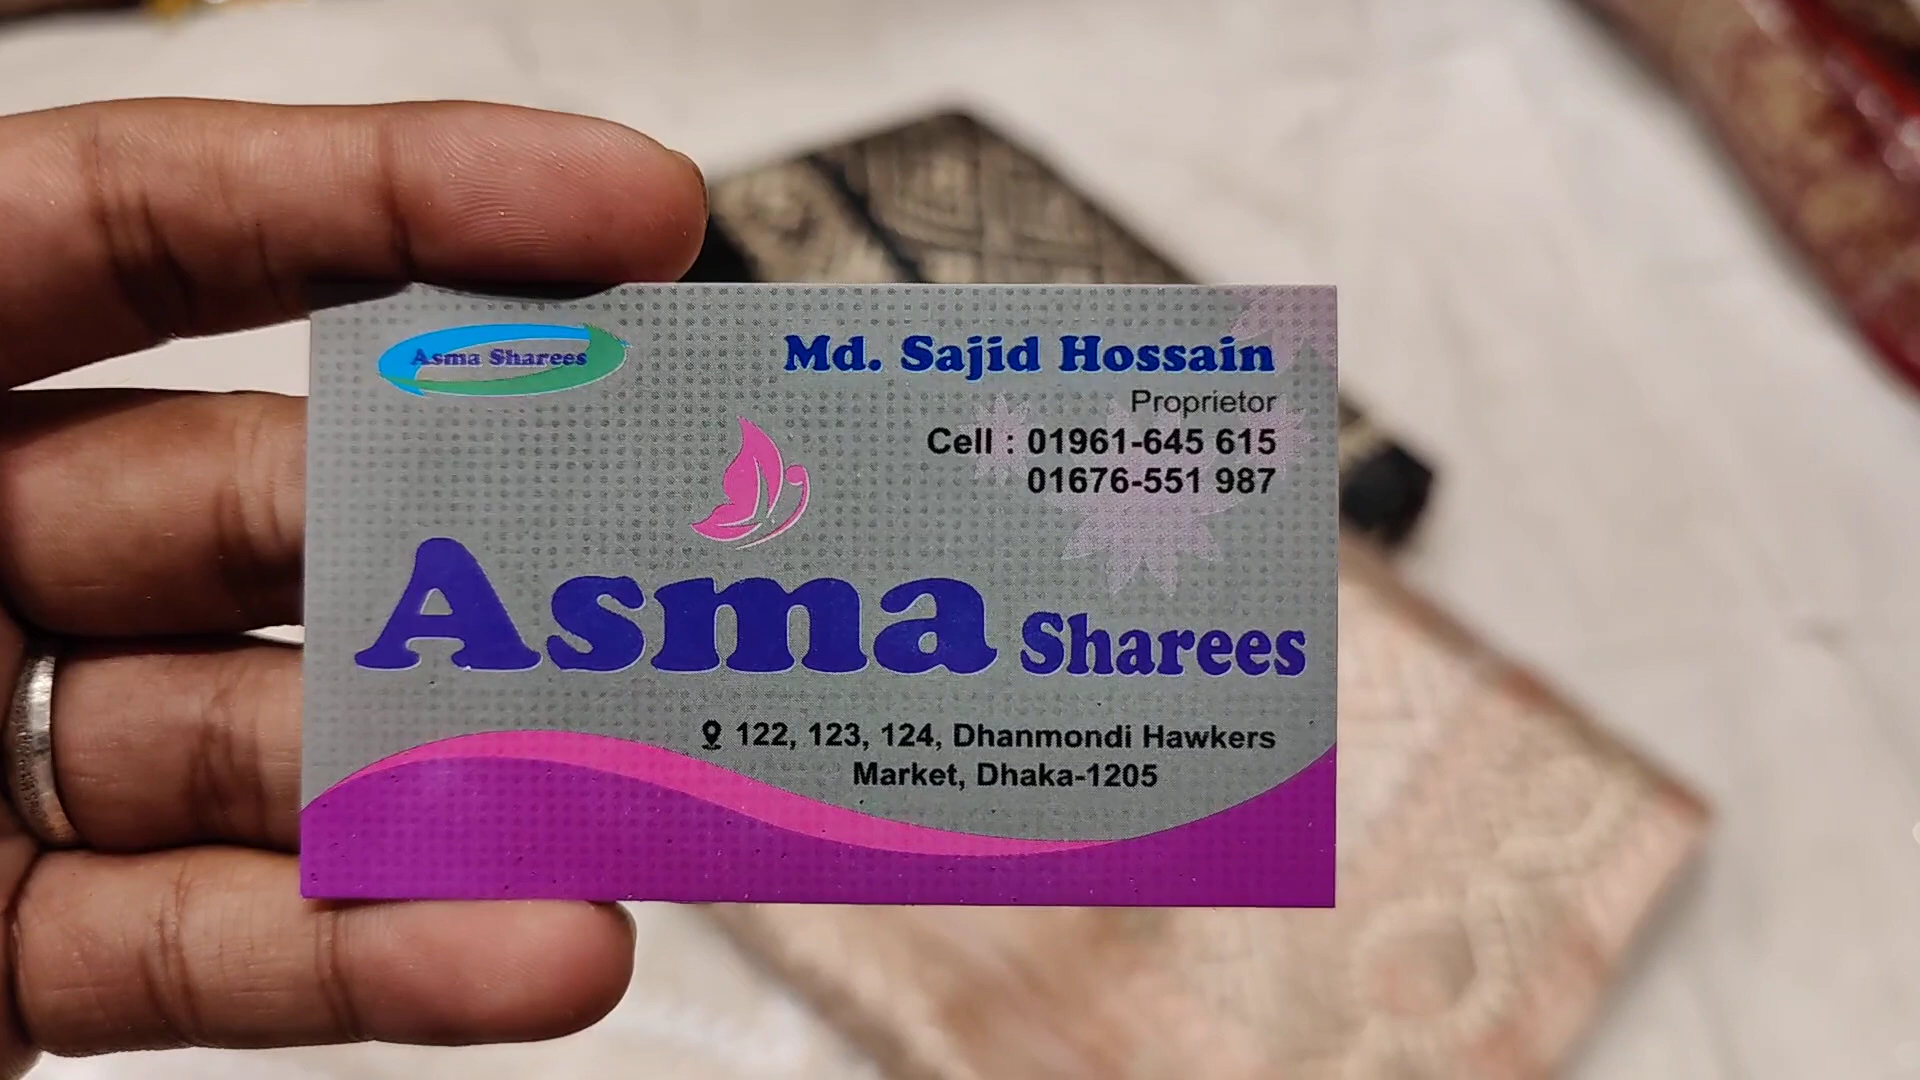 Asma Sharees
Md. Sajid Hossain
Proprietor
Cell : 01961-645 615
01676-551 987
Asma Sharees
122, 123, 124, Dhanmondi Hawkers
Market, Dhaka-1205